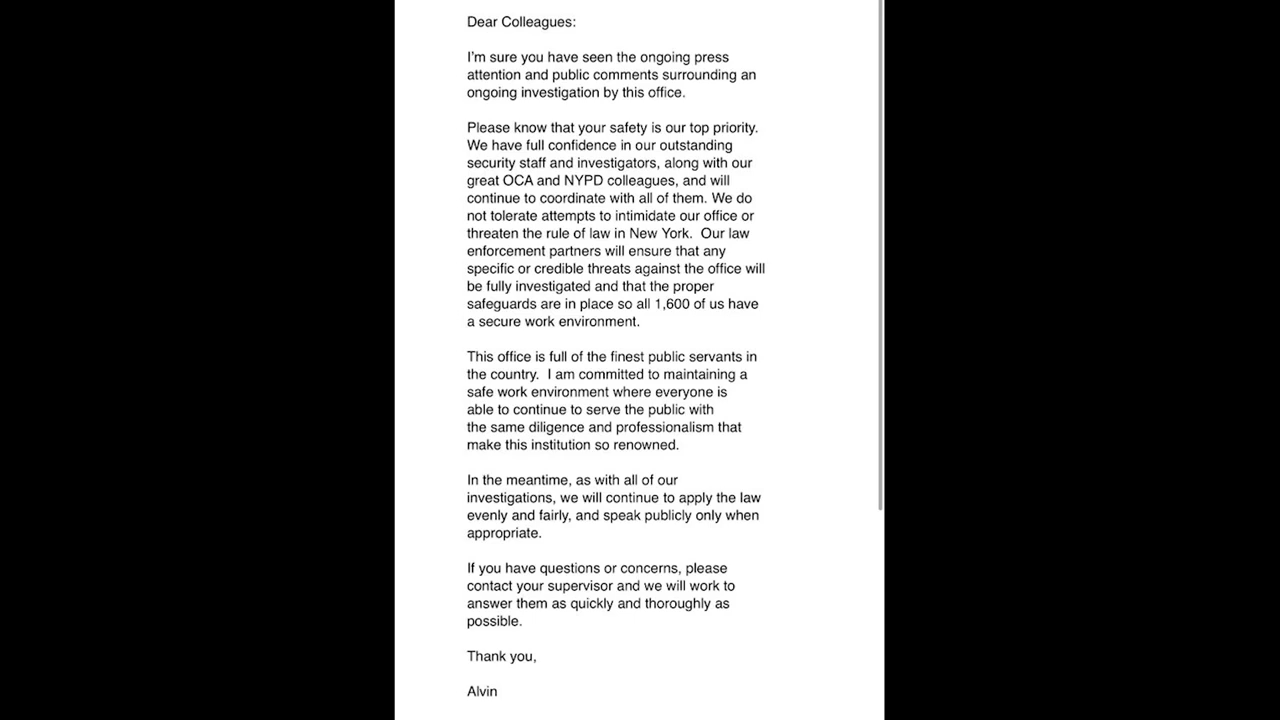 Dear Colleagues:
I'm sure you have seen the ongoing press
attention and public comments surrounding an
ongoing investigation by this office.
Please know that your safety is our top priority.
We have full confidence in our outstanding
security staff and investigators, along with our
great OCA and NYPD colleagues, and will
continue to coordinate with all of them. We do
not tolerate attempts to intimidate our office or
threaten the rule of law in New York.  Our law
enforcement partners will ensure that any
specific or credible threats against the office will
be fully investigated and that the proper
safeguards are in place so all 1,600 of us have
a secure work environment.
This office is full of the finest public servants in
the country.  I am committed to maintaining a
safe work environment where everyone is
able to continue to serve the public with
the same diligence and professionalism that
make this institution so renowned.
In the meantime, as with all of our
investigations, we will continue to apply the law
evenly and fairly, and speak publicly only when
appropriate.
If you have questions or concerns, please
contact your supervisor and we will work to
answer them as quickly and thoroughly as
possible.
Thank you,
Alvin